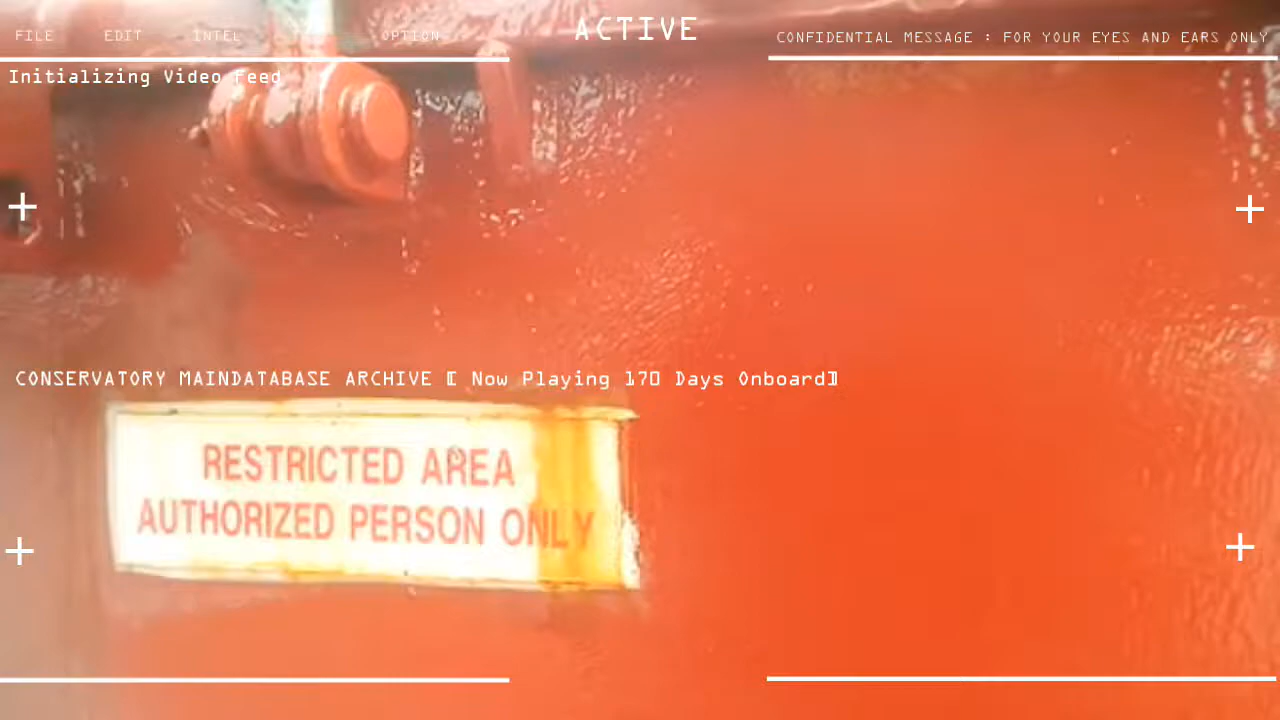 FILE EDIT INTEL OPTION
ACTIVE
CONFIDENTIAL MESSAGE : FOR YOUR EYES AND EARS ONLY
Initializing Video Feed
CONSERVATORY MAINDATABASE ARCHIVE [ Now Playing 170 Days Onboard]
RESTRICTED AREA
AUTHORIZED PERSON ONLY